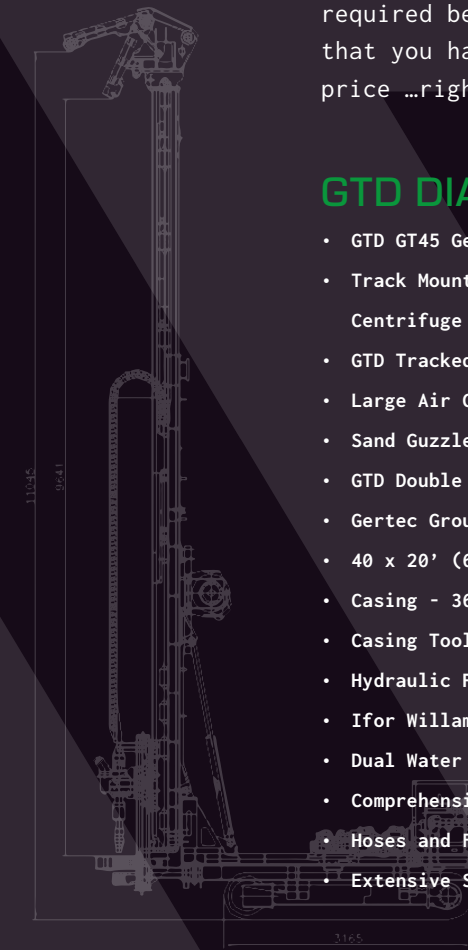 required be
that you ha
price …righ
GTD DIA
• GTD GT45 Ge
• Track Mount
Centrifuge
• GTD Tracked
• Large Air C
• Sand Guzzle
• GTD Double
• Gertec Grou
• 40 x 20’ (6
• Casing - 36
• Casing Tool
• Hydraulic F
• Ifor Willam
• Dual Water
• Comprehensi
• Hoses and F
• Extensive S
11045
9641
3165